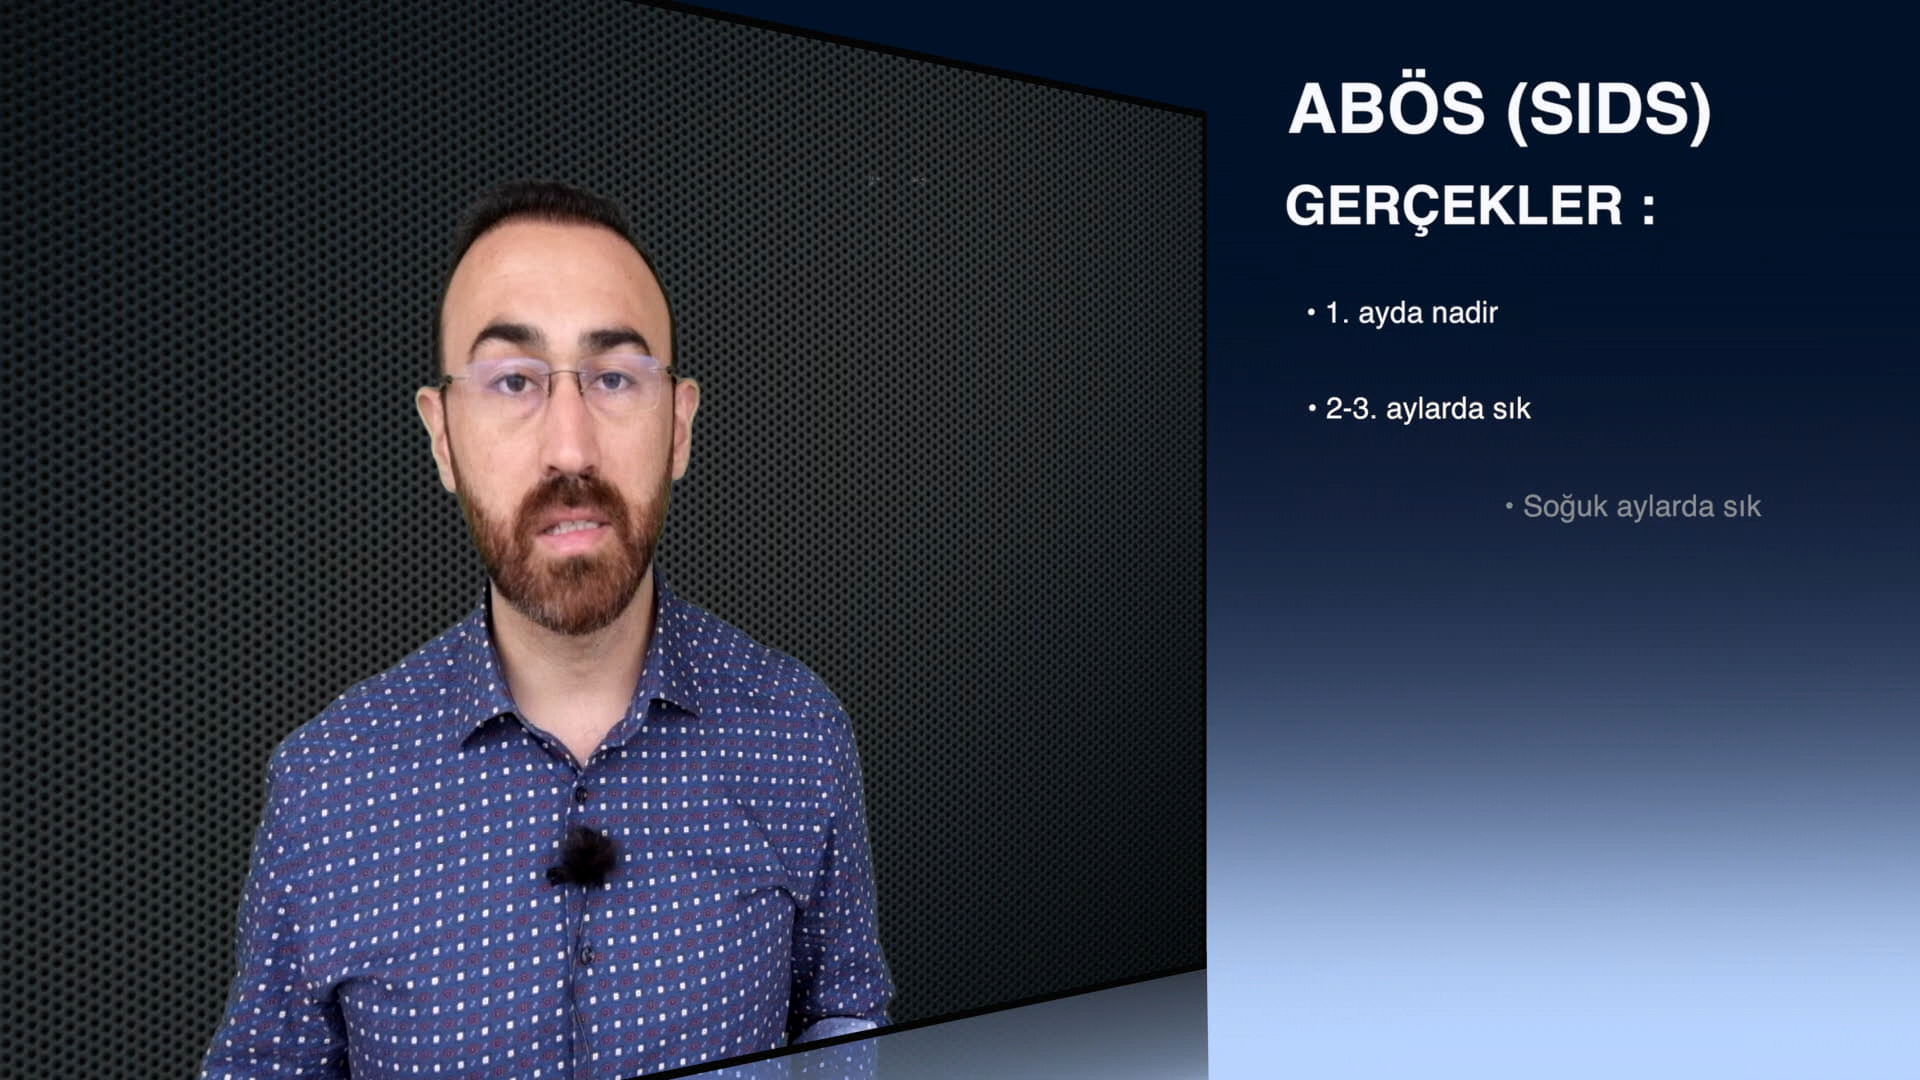 ABÖS (SIDS)
GERÇEKLER :
• 1. ayda nadir
• 2-3. aylarda sık
• Soğuk aylarda sık